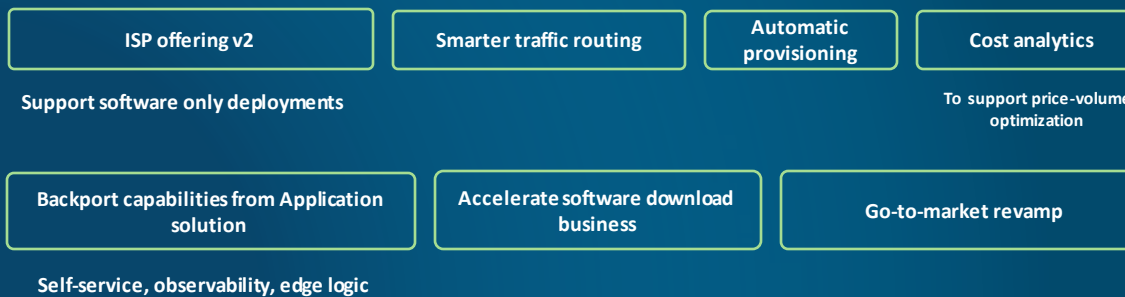 ISP offering v2
Smarter traffic routing
Automatic
provisioning
Cost analytics
Support software only deployments
To support price-volume
optimization
Backport capabilities from Application
solution
Accelerate software download
business
Go-to-market revamp
Self-service, observability, edge logic